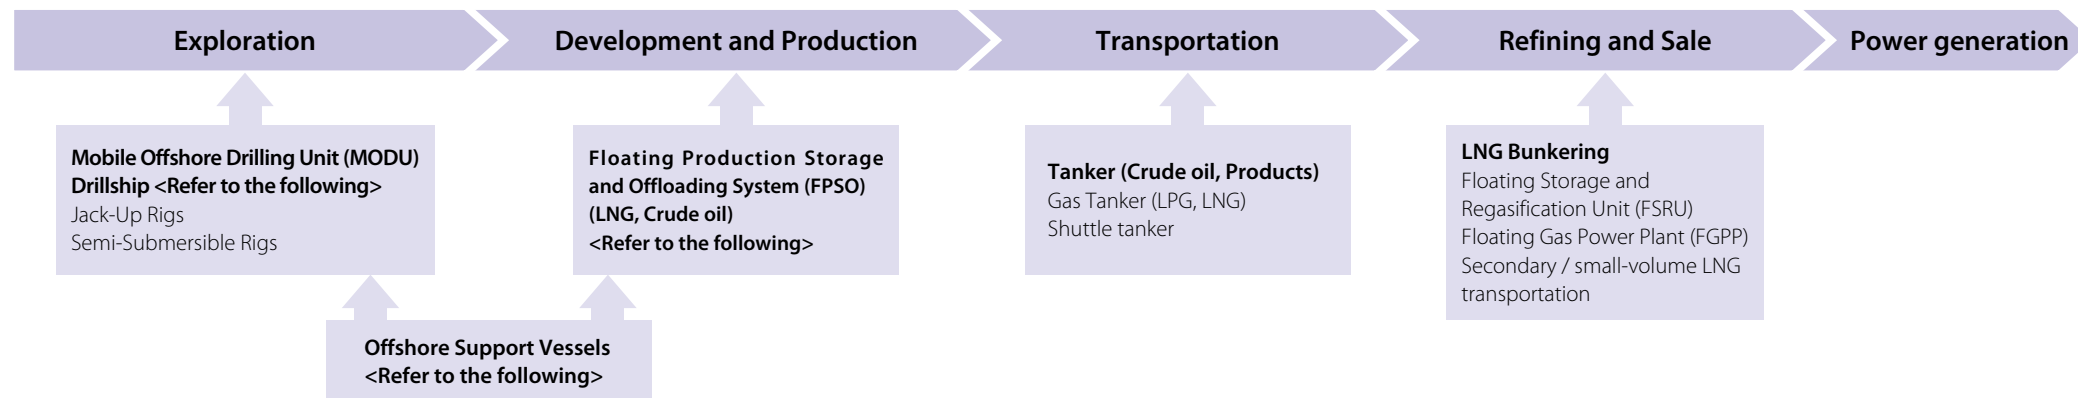 Exploration
Development and Production
Transportation
Refining and Sale
Power generation
Mobile Offshore Drilling Unit (MODU)
Drillship <Refer to the following>
Jack-Up Rigs
Semi-Submersible Rigs
Floating Production Storage
and Offloading System (FPSO)
(LNG, Crude oil)
<Refer to the following>
Tanker (Crude oil, Products)
Gas Tanker (LPG, LNG)
Shuttle tanker
LNG Bunkering
Floating Storage and
Regasification Unit (FSRU)
Floating Gas Power Plant (FGPP)
Secondary / small-volume LNG
transportation
Offshore Support Vessels
<Refer to the following>